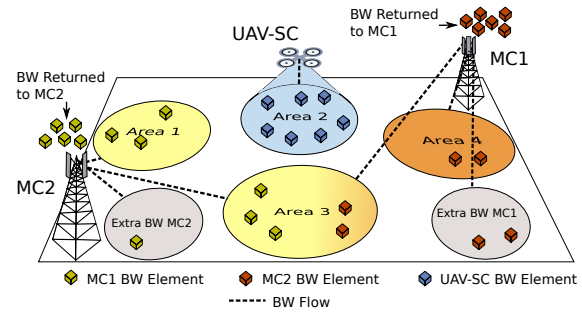 BW Returned
to MC1
UAV-SC
MC1
BW Returned
to MC2
Area 1
Area 2
Area 4
MC2
Extra BW MC2
Area 3
Extra BW MC1
MC1 BW Element
MC2 BW Element
UAV-SC BW Element
BW Flow